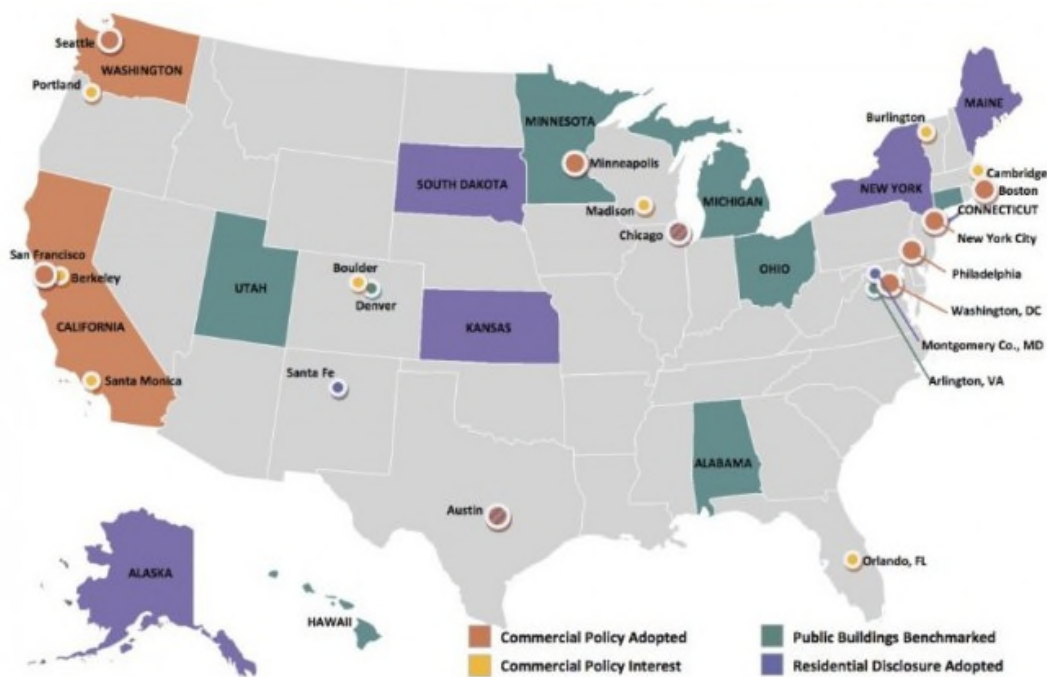 Seattle
WASHINGTON
Portland
MAINE
Burlington
MINNESOTA
Minneapolis
Cambridge
SOUTH DAKOTA
NEW YORK
Boston
Madison
MICHIGAN
CONNECTICUT
Chicago
New York City
San Francisco
Berkeley
Boulder
OHIO
Philadelphia
UTAH
Denver
Washington, DC
CALIFORNIA
KANSAS
Montgomery Co., MD
Santa Monica
Santa Fe
Arlington, VA
ALABAMA
Austin
Orlando, FL
ALASKA
HAWAII
Commercial Policy Adopted
Public Buildings Benchmarked
Commercial Policy Interest
Residential Disclosure Adopted